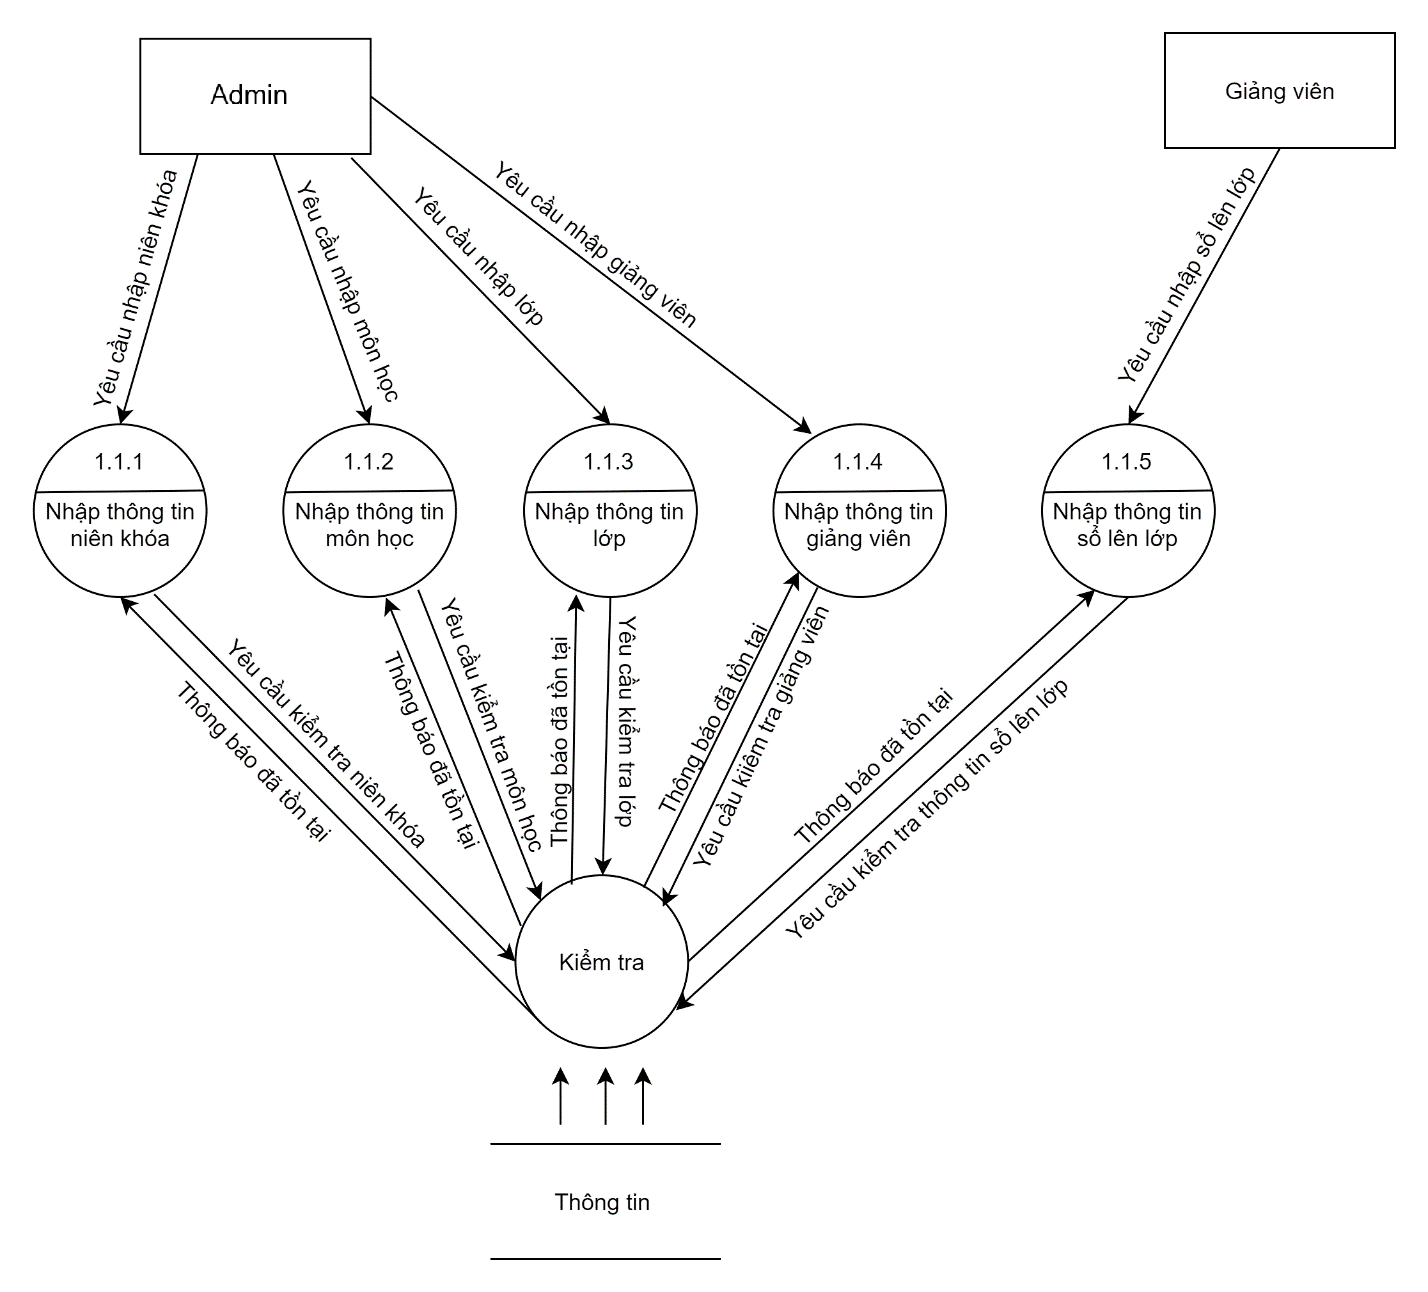 Admin
Giảng viên
Yêu cầu nhập niên khóa
Yêu cầu nhập môn học
Yêu cầu nhập lớp
Yêu cầu nhập giảng viên
Yêu cầu nhập sổ lên lớp
1.1.1
Nhập thông tin
niên khóa
1.1.2
Nhập thông tin
môn học
1.1.3
Nhập thông tin
lớp
1.1.4
Nhập thông tin
giảng viên
1.1.5
Nhập thông tin
sổ lên lớp
Thông báo đã tồn tại
Yêu cầu kiểm tra niên khóa
Thông báo đã tồn tại
Yêu cầu kiểm tra môn học
Thông báo đã tồn tại
Yêu cầu kiểm tra lớp
Thông báo đã tồn tại
Yêu cầu kiiêm tra giảng viên
Thông báo đã tồn tại
Yêu cầu kiểm tra thông tin sổ lên lớp
Kiểm tra
Thông tin